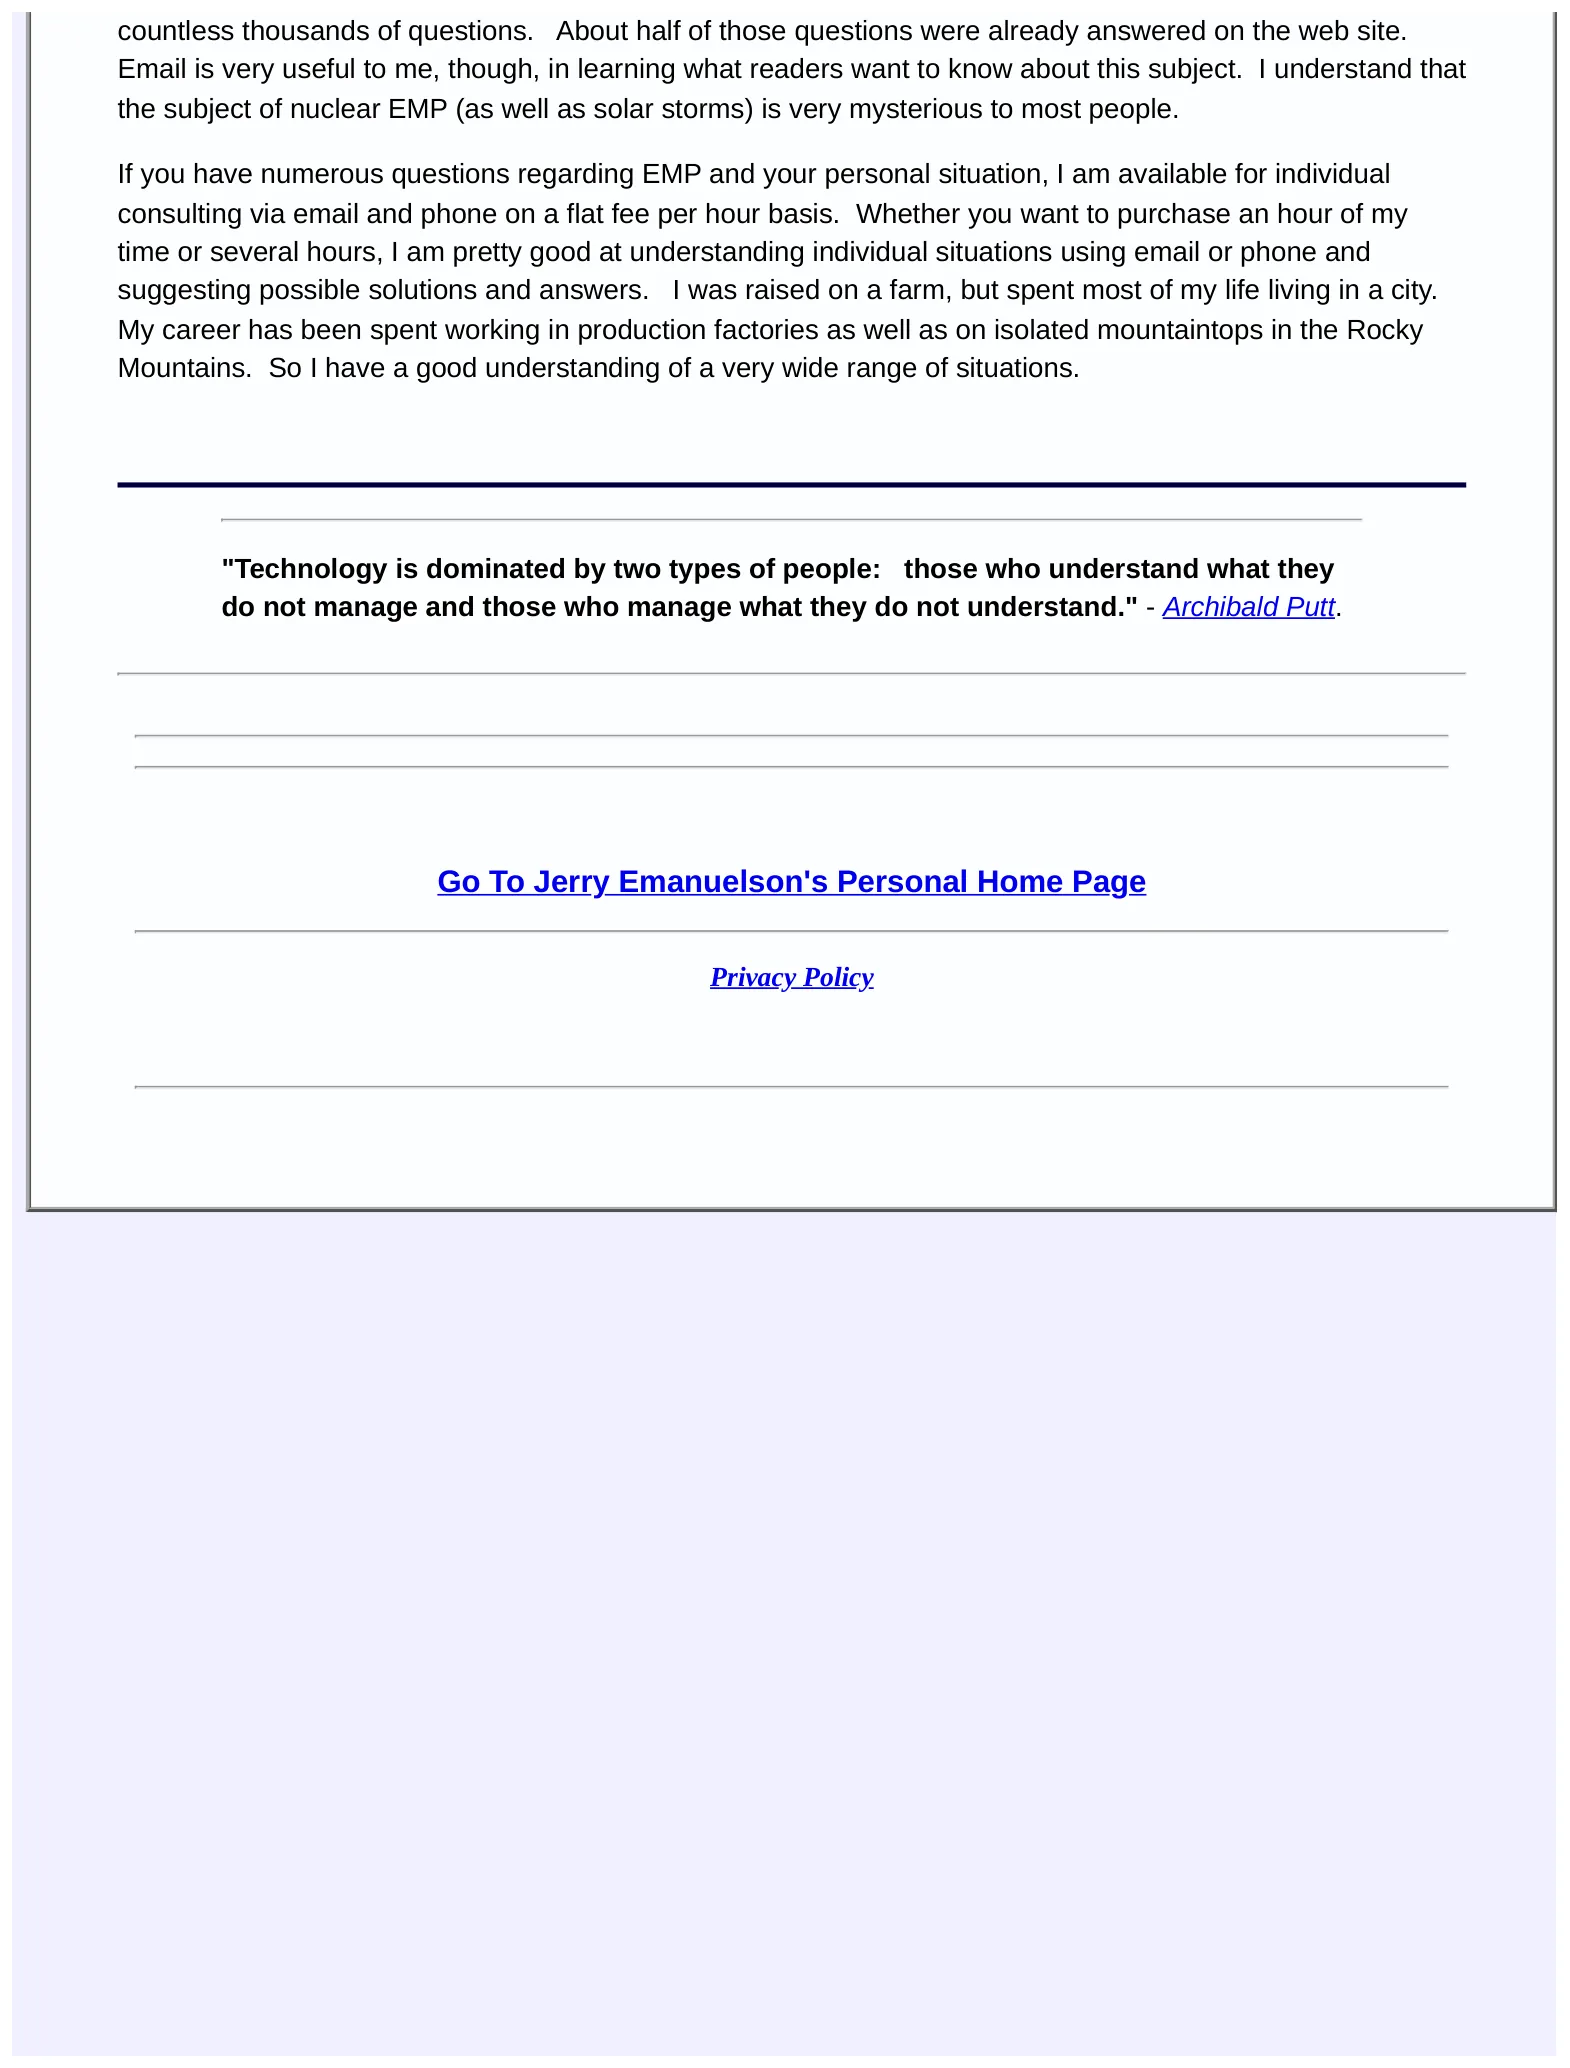 countless thousands of questions.   About half of those questions were already answered on the web site.
Email is very useful to me, though, in learning what readers want to know about this subject.  I understand that
the subject of nuclear EMP (as well as solar storms) is very mysterious to most people.
If you have numerous questions regarding EMP and your personal situation, I am available for individual
consulting via email and phone on a flat fee per hour basis.  Whether you want to purchase an hour of my
time or several hours, I am pretty good at understanding individual situations using email or phone and
suggesting possible solutions and answers.   I was raised on a farm, but spent most of my life living in a city.
My career has been spent working in production factories as well as on isolated mountaintops in the Rocky
Mountains.  So I have a good understanding of a very wide range of situations.
"Technology is dominated by two types of people:   those who understand what they
do not manage and those who manage what they do not understand." - Archibald Putt.
Go To Jerry Emanuelson's Personal Home Page
Privacy Policy